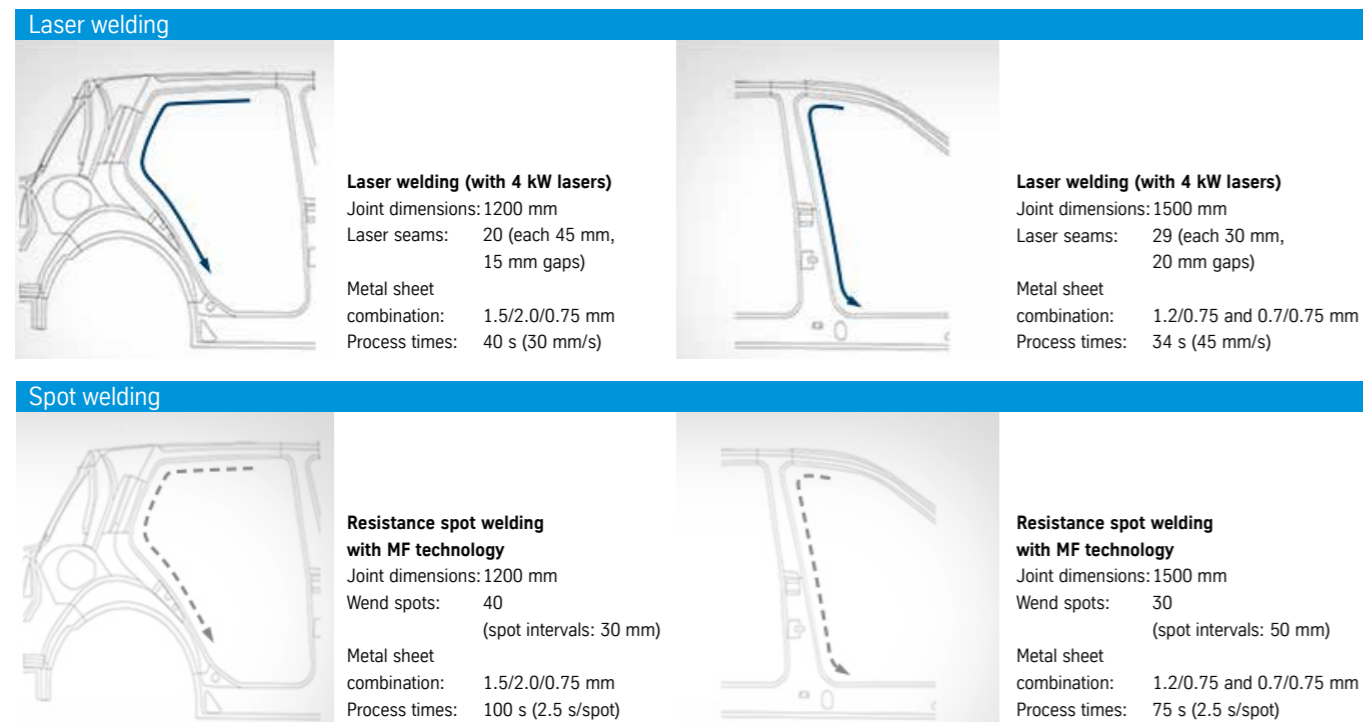 Laser welding
Laser welding (with 4 kW lasers)
Joint dimensions: 1200 mm
Laser seams: 20 (each 45 mm,
15 mm gaps)
Metal sheet
combination: 1.5/2.0/0.75 mm
Process times: 40 s (30 mm/s)
Laser welding (with 4 kW lasers)
Joint dimensions: 1500 mm
Laser seams: 29 (each 30 mm,
20 mm gaps)
Metal sheet
combination: 1.2/0.75 and 0.7/0.75 mm
Process times: 34 s (45 mm/s)
Spot welding
Resistance spot welding
with MF technology
Joint dimensions: 1200 mm
Wend spots: 40
(spot intervals: 30 mm)
Metal sheet
combination: 1.5/2.0/0.75 mm
Process times: 100 s (2.5 s/spot)
Resistance spot welding
with MF technology
Joint dimensions: 1500 mm
Wend spots: 30
(spot intervals: 50 mm)
Metal sheet
combination: 1.2/0.75 and 0.7/0.75 mm
Process times: 75 s (2.5 s/spot)